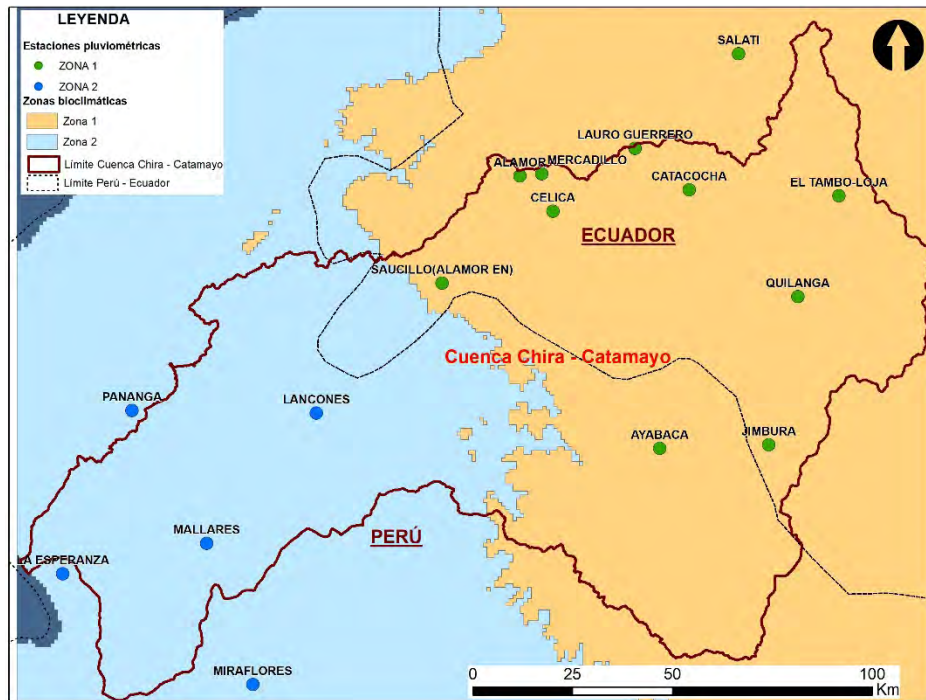 LEYENDA
Estaciones pluviométricas
ZONA 1
ZONA 2
Zonas bioclimáticas
Zona 1
Zona 2
Límite Cuenca Chira - Catamayo
Límite Perú - Ecuador
SALATI
LAURO GUERRERO
ALAMOR
MERCADILLO
CATACOCHA
EL TAMBO-LOJA
CELICA
ECUADOR
SAUCILLO(ALAMOR EN)
QUILANGA
Cuenca Chira - Catamayo
PANANGA
LANCONES
AYABACA
JIMBURA
MALLARES
PERÚ
LA ESPERANZA
MIRAFLORES
0 25 50 100
Km